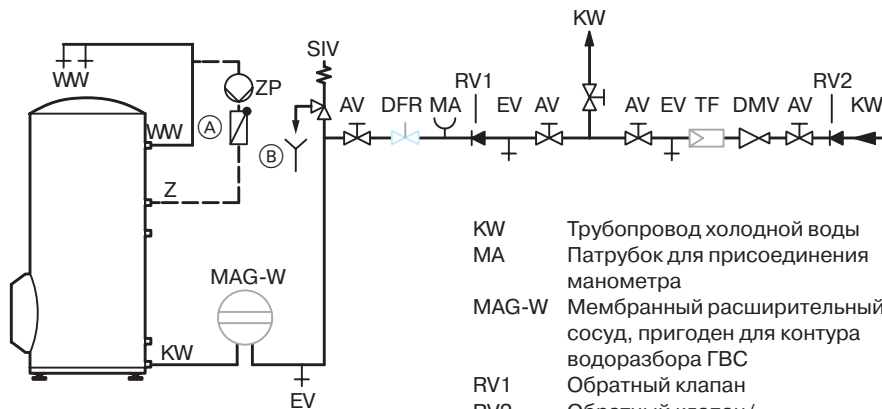 KW
SIV
WW
ZP
RV1
RV2
AV DFR MA EV AV AV EV TF DMV AV KW
WW
A
B
Z
MAG-W
KW
EV
KW Трубопровод холодной воды
MA Патрубок для присоединения
манометра
MAG-W Мембранный расширительный
сосуд, пригоден для контура
водоразбора ГВС
RV1 Обратный клапан